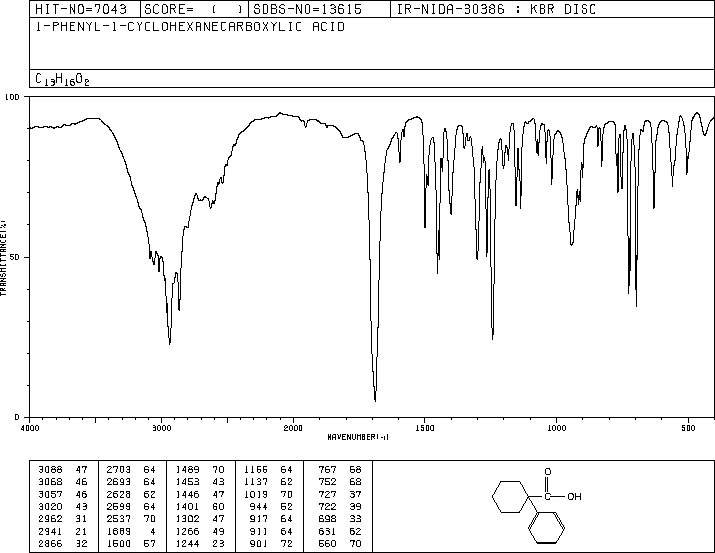 HIT-NO=7043 SCORE= ( ) SDBS-NO=13615 IR-NIDA-30386 : KBR DISC
1-PHENYL-1-CYCLOHEXANECARBOXYLIC ACID
C13H16O2
100
50
0
TRANSMITTANCE(%)
4000 3000 2000 1500 1000 500
WAVENUMBER(-1)
3088 47 2703 64 1489 70 1155 64 767 68
3068 46 2693 64 1453 43 1137 62 752 68
3057 46 2628 62 1446 47 1019 70 727 37
3020 43 2599 64 1401 60 944 52 722 39
2962 31 2537 70 1302 47 917 64 698 33
2941 21 1689 4 1266 49 911 64 631 62
2866 32 1500 57 1244 23 901 72 560 70
O
C OH